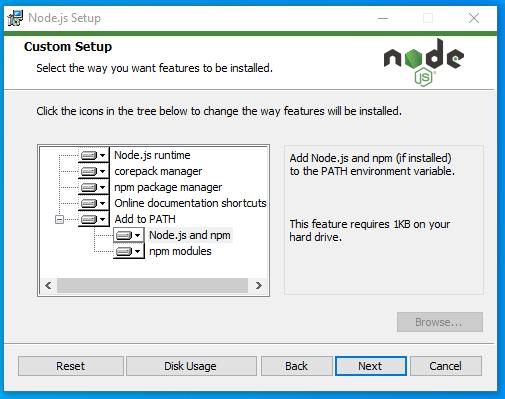 Node.js Setup
Custom Setup
Select the way you want features to be installed.
node
JS
Click the icons in the tree below to change the way features will be installed.
Node.js runtime
corepack manager
npm package manager
Online documentation shortcuts
Add to PATH
Node.js and npm
npm modules
Add Node.js and npm (if installed)
to the PATH environment variable.
This feature requires 1KB on your
hard drive.
Browse...
Reset
Disk Usage
Back
Next
Cancel